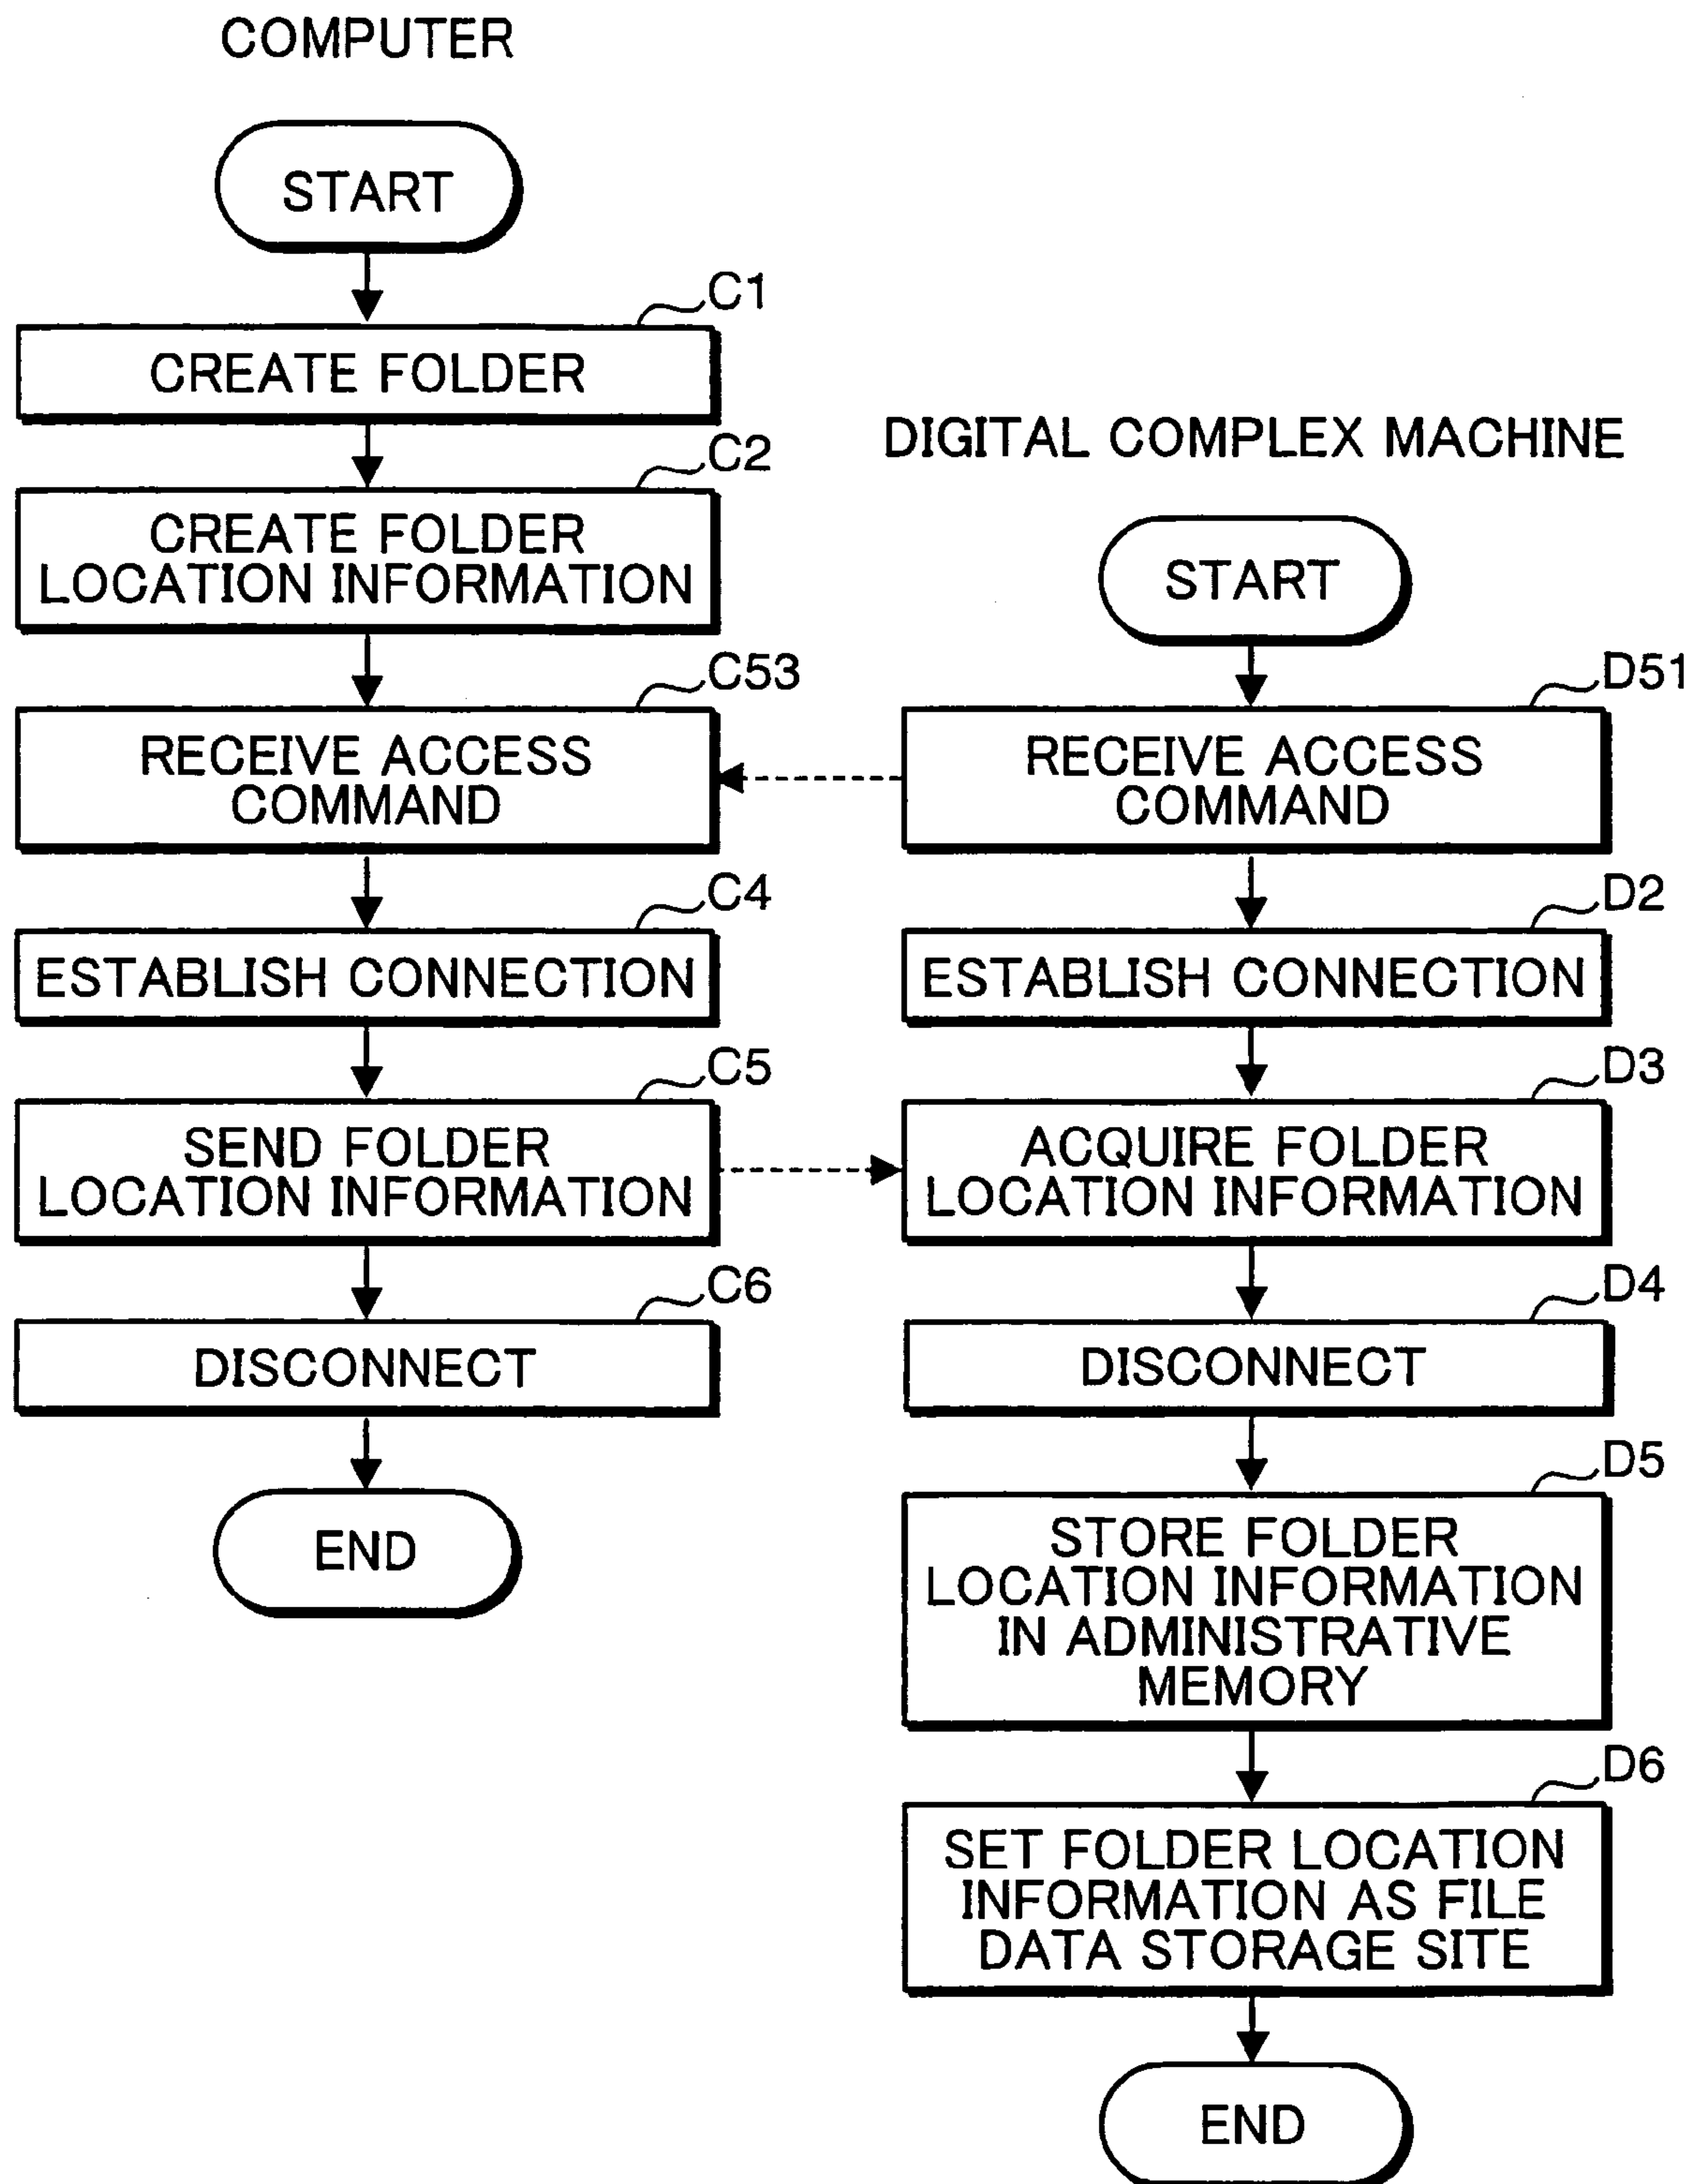 COMPUTER
START
C1
CREATE FOLDER
C2
CREATE FOLDER
LOCATION INFORMATION
C53
RECEIVE ACCESS
COMMAND
C4
ESTABLISH CONNECTION
C5
SEND FOLDER
LOCATION INFORMATION
C6
DISCONNECT
END
DIGITAL COMPLEX MACHINE
START
D51
RECEIVE ACCESS
COMMAND
D2
ESTABLISH CONNECTION
D3
ACQUIRE FOLDER
LOCATION INFORMATION
D4
DISCONNECT
D5
STORE FOLDER
LOCATION INFORMATION
IN ADMINISTRATIVE
MEMORY
D6
SET FOLDER LOCATION
INFORMATION AS FILE
DATA STORAGE SITE
END